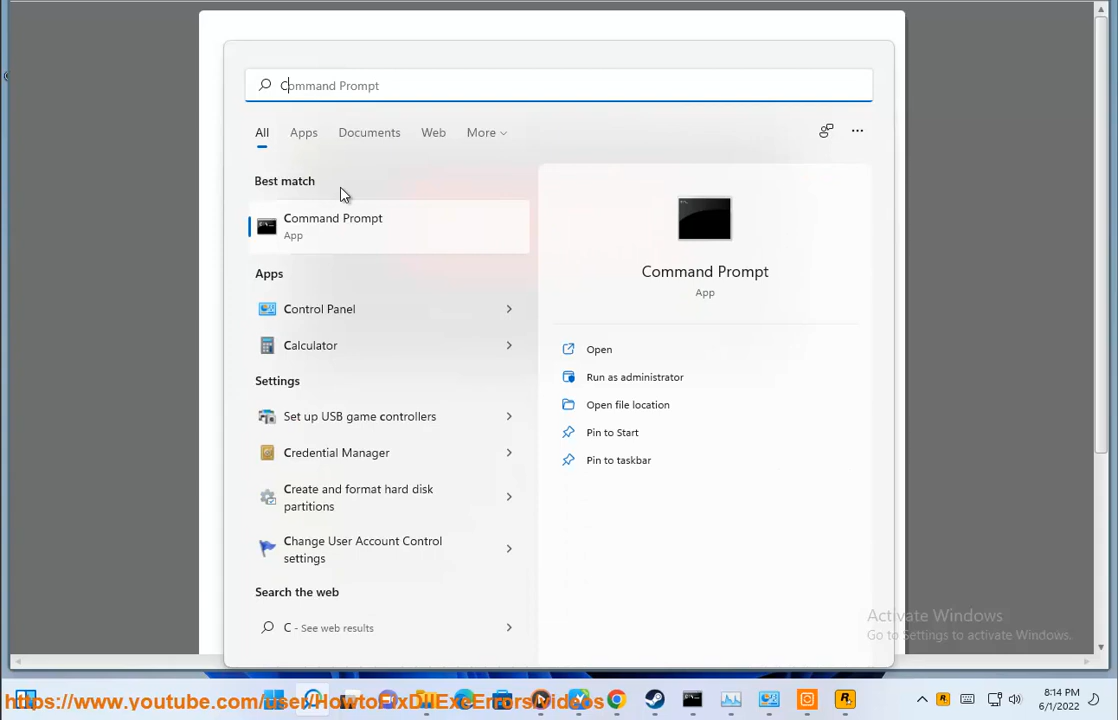 Command Prompt
All Apps Documents Web More
Best match
Command Prompt
App
Apps
Control Panel
Calculator
Settings
Set up USB game controllers
Credential Manager
Create and format hard disk
partitions
Change User Account Control
settings
Search the web
C - See web results
Command Prompt
App
Open
Run as administrator
Open file location
Pin to Start
Pin to taskbar
Activate Windows
Go to Settings to activate Windows.
https://www.youtube.com/user/HowtoFixDllExeErrors/videos
8:14 PM
6/1/2022